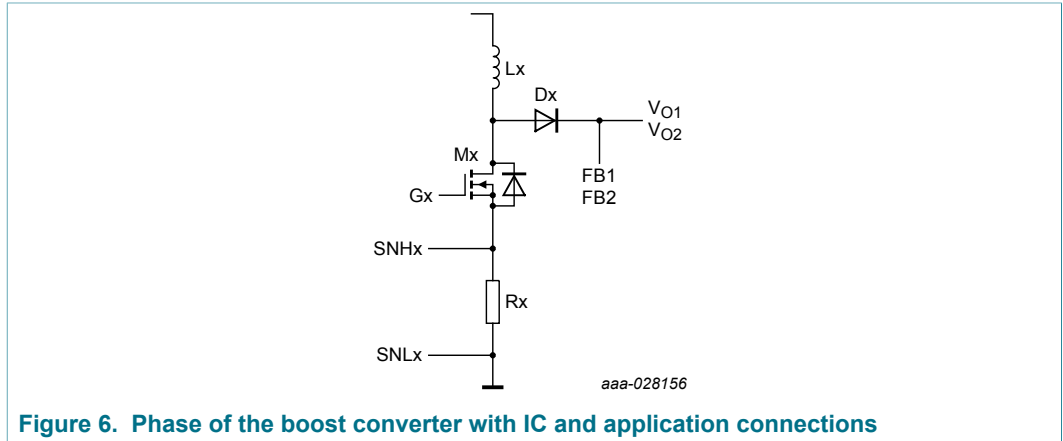 Lx
Dx
VO1
VO2
Mx
FB1
FB2
Gx
SNHx
Rx
SNLx
aaa-028156
Figure 6. Phase of the boost converter with IC and application connections